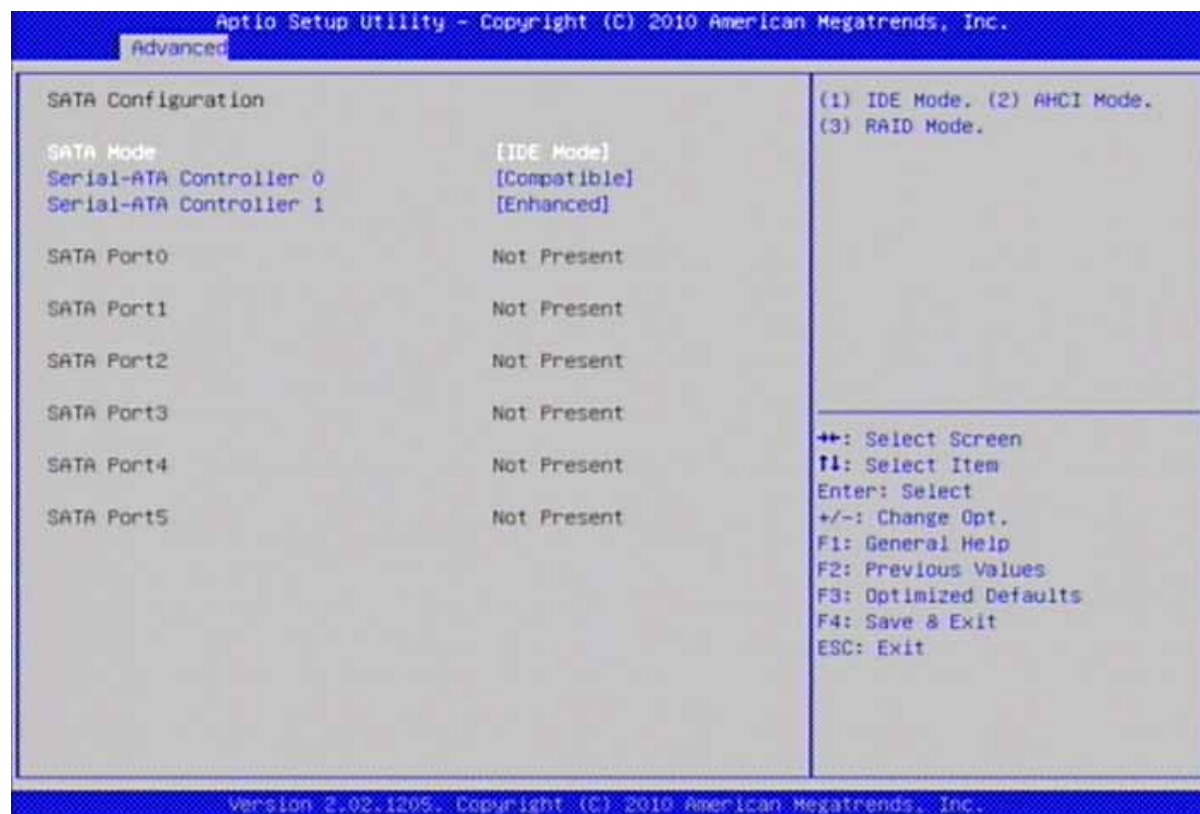 Aptio Setup Utility – Copyright (C) 2010 American Megatrends, Inc.
Advanced
SATA Configuration
SATA Mode [IDE Mode]
Serial-ATA Controller 0 [Compatible]
Serial-ATA Controller 1 [Enhanced]
SATA Port0 Not Present
SATA Port1 Not Present
SATA Port2 Not Present
SATA Port3 Not Present
SATA Port4 Not Present
SATA Port5 Not Present
(1) IDE Mode. (2) AHCI Mode.
(3) RAID Mode.
→←: Select Screen
↑↓: Select Item
Enter: Select
+/-: Change Opt.
F1: General Help
F2: Previous Values
F3: Optimized Defaults
F4: Save & Exit
ESC: Exit
Version 2.02.1205. Copyright (C) 2010 American Megatrends, Inc.